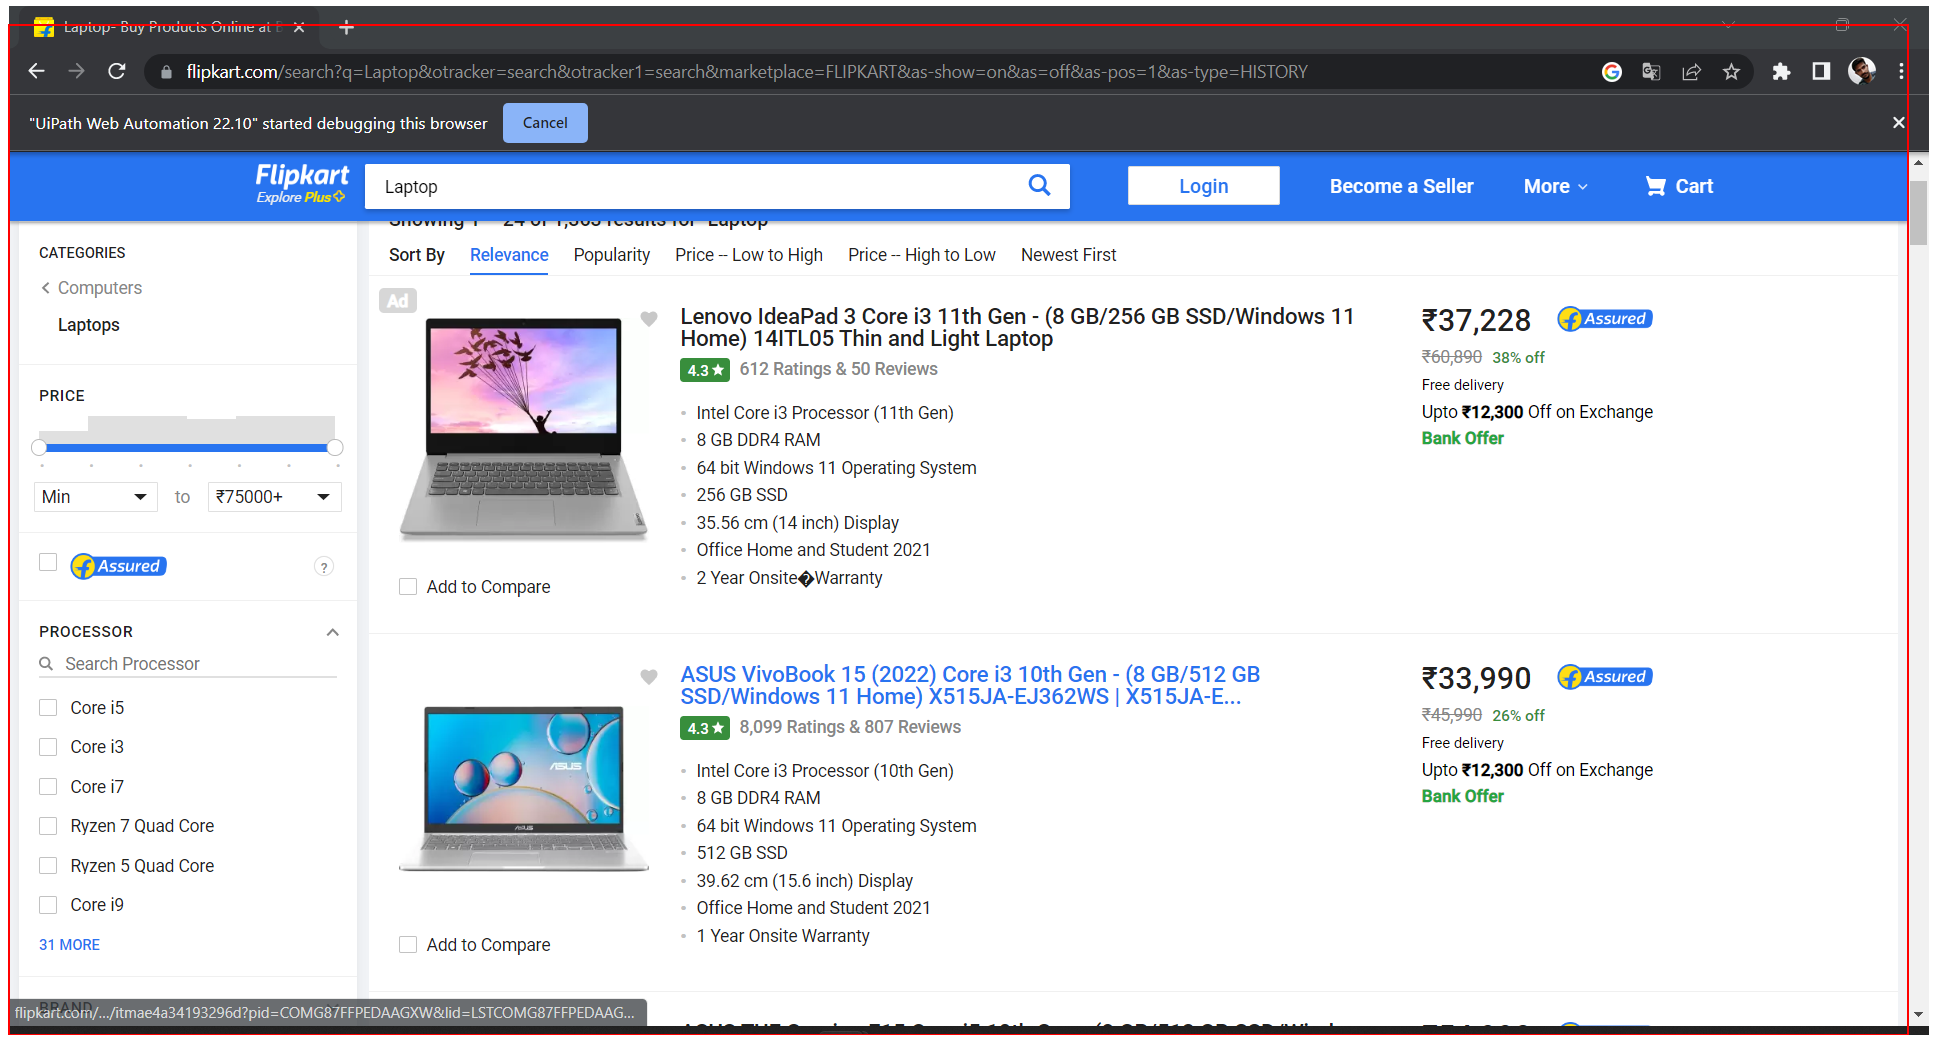 Laptop- Buy Products Online at B
flipkart.com/search?q=Laptop&otracker=search&otracker1=search&marketplace=FLIPKART&as-show=on&as=off&as-pos=1&as-type=HISTORY
"UiPath Web Automation 22.10" started debugging this browser
Cancel
Flipkart
Explore Plus
Laptop
Login
Become a Seller
More
Cart
CATEGORIES
Computers
Laptops
PRICE
Min
to
₹75000+
Assured
?
PROCESSOR
Search Processor
Core i5
Core i3
Core i7
Ryzen 7 Quad Core
Ryzen 5 Quad Core
Core i9
31 MORE
BRAND
flipkart.com/.../itmae4a34193296d?pid=COMG87FFPEDAAGXW&lid=LSTCOMG87FFPEDAAG...
Showing 1 – 24 of 1,363 results for "Laptop"
Sort By
Relevance
Popularity
Price -- Low to High
Price -- High to Low
Newest First
Ad
Lenovo IdeaPad 3 Core i3 11th Gen - (8 GB/256 GB SSD/Windows 11
Home) 14ITL05 Thin and Light Laptop
4.3★ 612 Ratings & 50 Reviews
Intel Core i3 Processor (11th Gen)
8 GB DDR4 RAM
64 bit Windows 11 Operating System
256 GB SSD
35.56 cm (14 inch) Display
Office Home and Student 2021
2 Year Onsite�Warranty
Add to Compare
₹37,228
Assured
₹60,890 38% off
Free delivery
Upto ₹12,300 Off on Exchange
Bank Offer
ASUS VivoBook 15 (2022) Core i3 10th Gen - (8 GB/512 GB
SSD/Windows 11 Home) X515JA-EJ362WS | X515JA-E...
4.3★ 8,099 Ratings & 807 Reviews
Intel Core i3 Processor (10th Gen)
8 GB DDR4 RAM
64 bit Windows 11 Operating System
512 GB SSD
39.62 cm (15.6 inch) Display
Office Home and Student 2021
1 Year Onsite Warranty
ASUS
ASUS
Add to Compare
₹33,990
Assured
₹45,990 26% off
Free delivery
Upto ₹12,300 Off on Exchange
Bank Offer